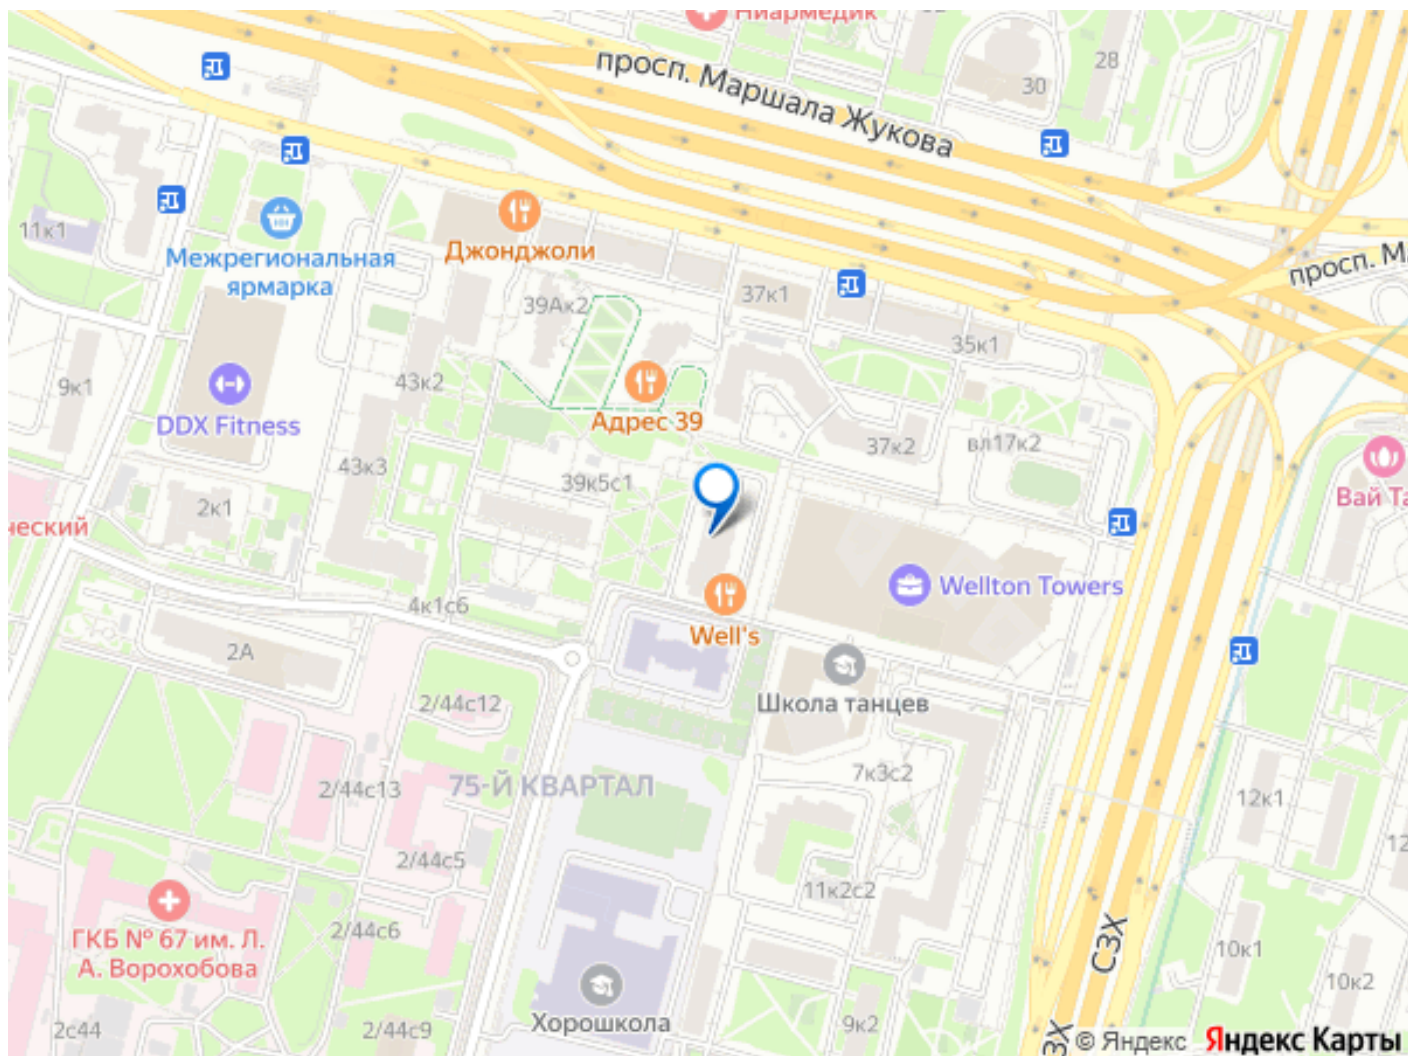 Ниармедик
28
30
просп. Маршала Жукова
11к1
Межрегиональная
ярмарка
Джонджоли
просп. М
39Ак2
37к1
35к1
9к1
43к2
DDX Fitness
Адрес 39
37к2
вл17к2
43к3
39к5с1
2к1
ческий
Вай Та
Wellton Towers
4к1с6
Well's
2А
2/44с12
Школа танцев
75-Й КВАРТАЛ
7к3с2
2/44с13
12к1
12
2/44с5
11к2с2
ГКБ № 67 им. Л.
А. Ворохобова
2/44с6
СЗХ
10к1
10к2
Хорошкола
2с44
2/44с9
9к2
ЗХ
© Яндекс Яндекс Карты